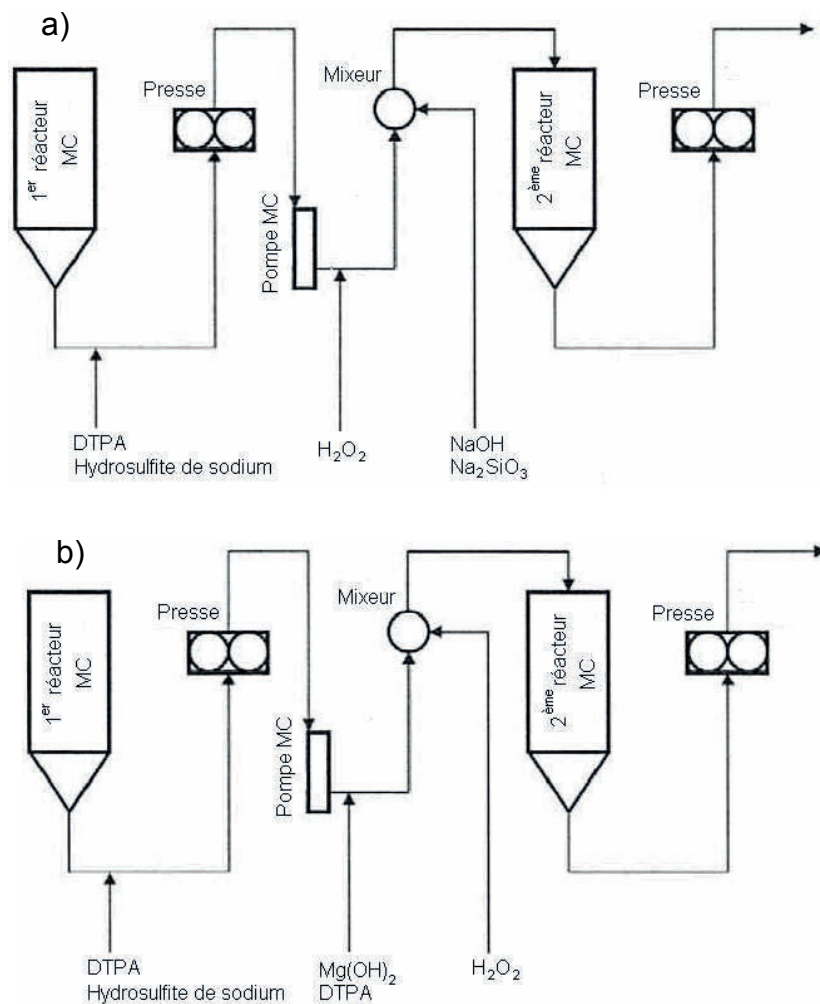 a)
1er réacteur
MC
Presse
Pompe MC
Mixeur
2ème réacteur
MC
Presse
DTPA
Hydrosulfite de sodium
H2O2
NaOH
Na2SiO3
b)
1er réacteur
MC
Presse
Pompe MC
Mixeur
2ème réacteur
MC
Presse
DTPA
Hydrosulfite de sodium
Mg(OH)2
DTPA
H2O2